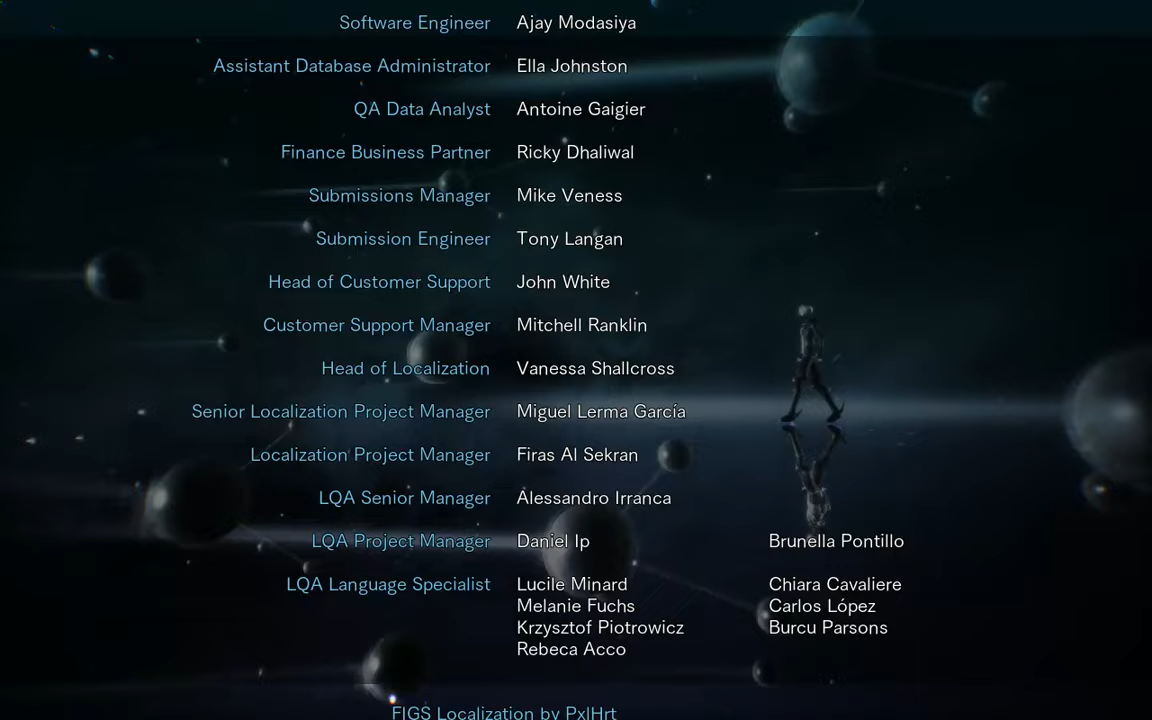 Software Engineer Ajay Modasiya
Assistant Database Administrator Ella Johnston
QA Data Analyst Antoine Gaigier
Finance Business Partner Ricky Dhaliwal
Submissions Manager Mike Veness
Submission Engineer Tony Langan
Head of Customer Support John White
Customer Support Manager Mitchell Ranklin
Head of Localization Vanessa Shallcross
Senior Localization Project Manager Miguel Lerma García
Localization Project Manager Firas Al Sekran
LQA Senior Manager Alessandro Irranca
LQA Project Manager Daniel Ip Brunella Pontillo
LQA Language Specialist Lucile Minard Chiara Cavaliere
Melanie Fuchs Carlos López
Krzysztof Piotrowicz Burcu Parsons
Rebeca Acco
FIGS Localization by PxlHrt